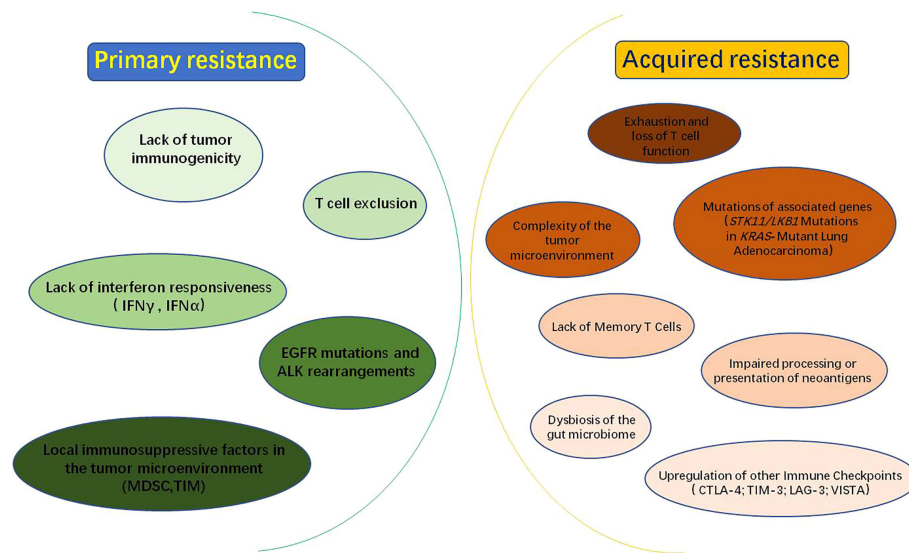 Primary resistance
Lack of tumor
immunogenicity
T cell exclusion
Lack of interferon responsiveness
( IFNγ , IFNα)
EGFR mutations and
ALK rearrangements
Local immunosuppressive factors in
the tumor microenvironment
(MDSC,TIM)
Acquired resistance
Exhaustion and
loss of T cell
function
Mutations of associated genes
( STK11/LKB1 Mutations
in KRAS- Mutant Lung
Adenocarcinoma)
Complexity of the
tumor
microenvironment
Lack of Memory T Cells
Impaired processing or
presentation of neoantigens
Dysbiosis of the
gut microbiome
Upregulation of other Immune Checkpoints
( CTLA-4; TIM-3; LAG-3; VISTA)